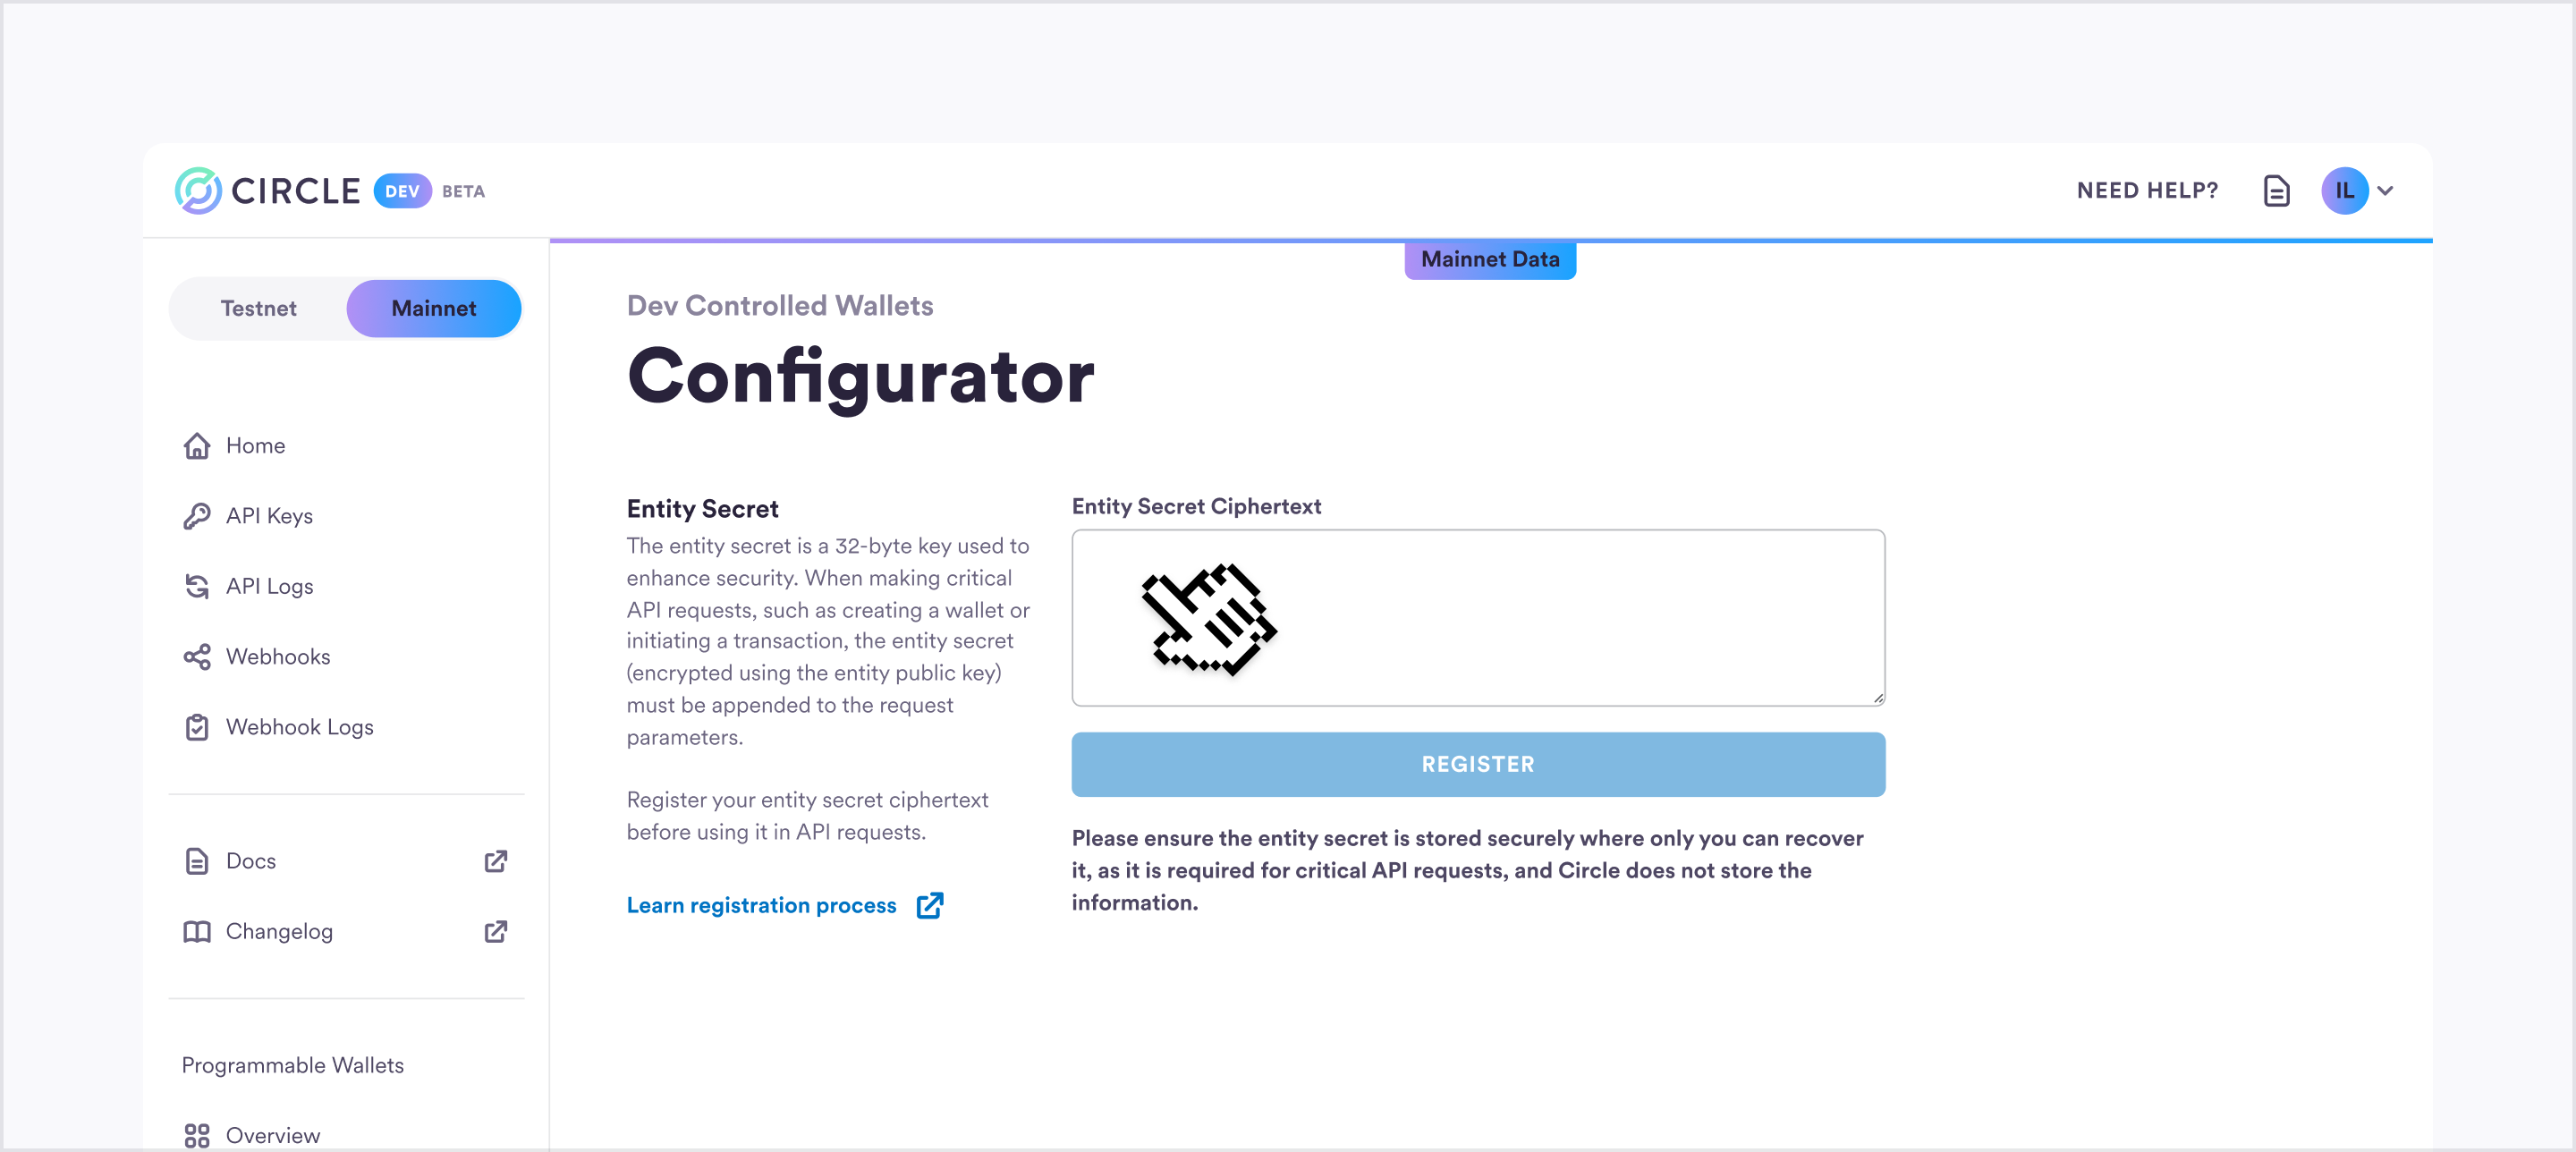 CIRCLE DEV BETA
NEED HELP?
IL
Testnet
Mainnet
Mainnet Data
Home
API Keys
API Logs
Webhooks
Webhook Logs
Docs
Changelog
Programmable Wallets
Overview
Dev Controlled Wallets
Configurator
Entity Secret
The entity secret is a 32-byte key used to
enhance security. When making critical
API requests, such as creating a wallet or
initiating a transaction, the entity secret
(encrypted using the entity public key)
must be appended to the request
parameters.
Register your entity secret ciphertext
before using it in API requests.
Learn registration process
Entity Secret Ciphertext
REGISTER
Please ensure the entity secret is stored securely where only you can recover
it, as it is required for critical API requests, and Circle does not store the
information.